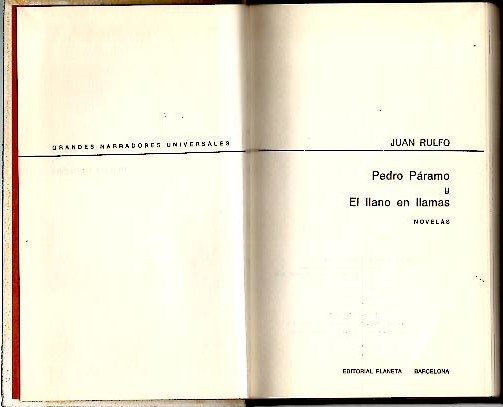 GRANDES NARRADORES UNIVERSALES
JUAN RULFO
Pedro Páramo
y
El llano en llamas
NOVELAS
EDITORIAL PLANETA BARCELONA